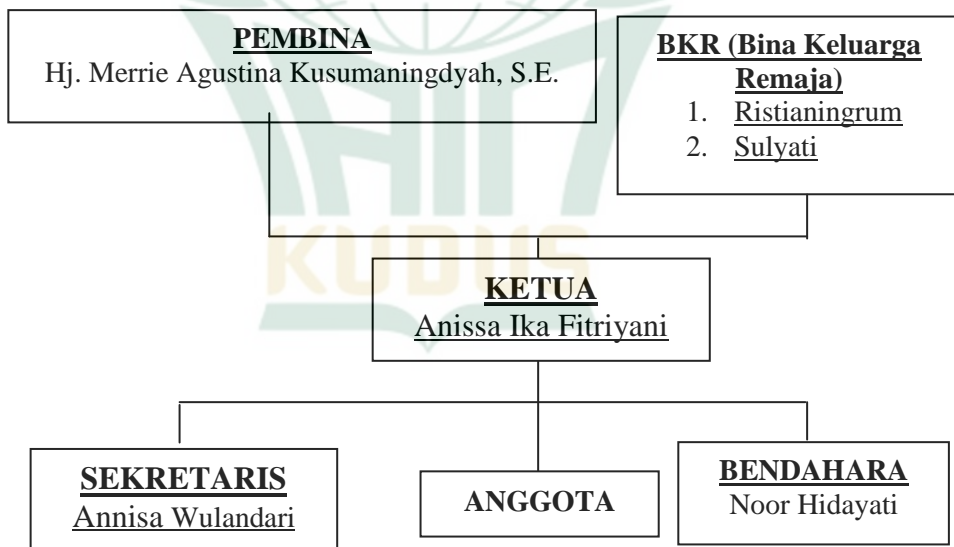 PEMBINA
Hj. Merrie Agustina Kusumaningdyah, S.E.
BKR (Bina Keluarga
Remaja)
1. Ristianingrum
2. Sulyati
KUDUS
KETUA
Anissa Ika Fitriyani
SEKRETARIS
Annisa Wulandari
ANGGOTA
BENDAHARA
Noor Hidayati